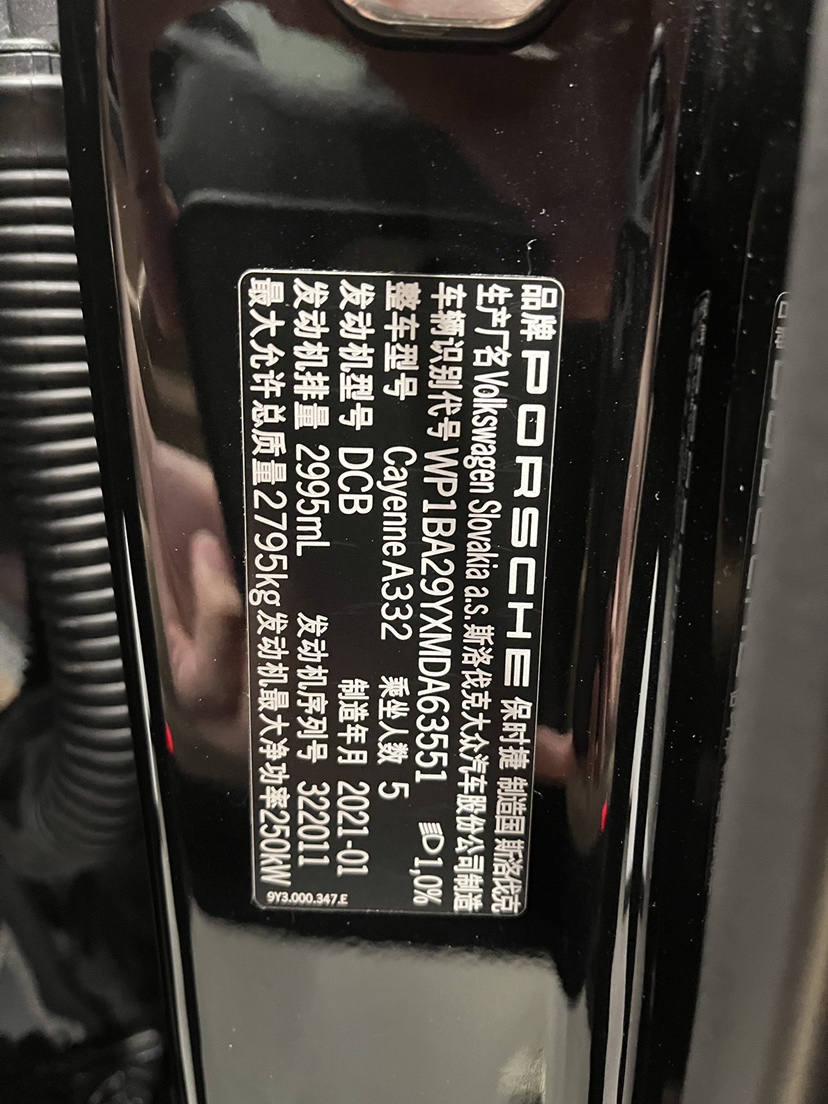 品牌 PORSCHE 保时捷 制造国 斯洛伐克
生产厂名 Volkswagen Slovakia a.s. 斯洛伐克大众汽车股份公司制造
车辆识别代号 WP1BA29YXMDA63551 1,0%
整车型号 Cayenne A332 乘坐人数 5
发动机型号 DCB 制造年月 2021-01
发动机排量 2995mL 发动机序列号 322011
最大允许总质量 2795kg 发动机最大净功率 250kW
9Y3.000.347.E